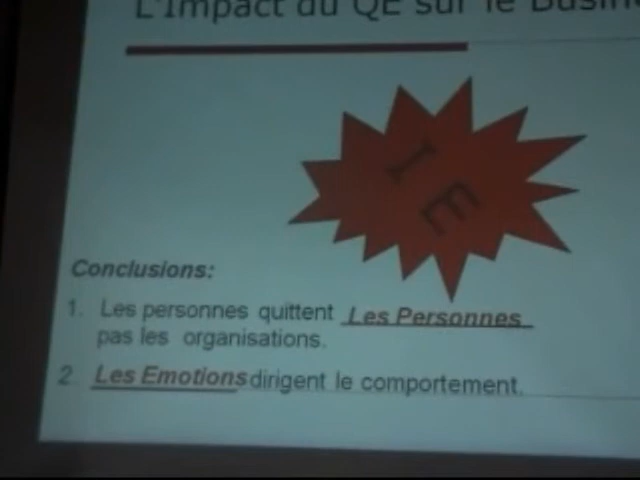 L'Impact du QE sur le
I E
Conclusions:
1. Les personnes quittent Les Personnes
pas les organisations.
2. Les Emotions dirigent le comportement.